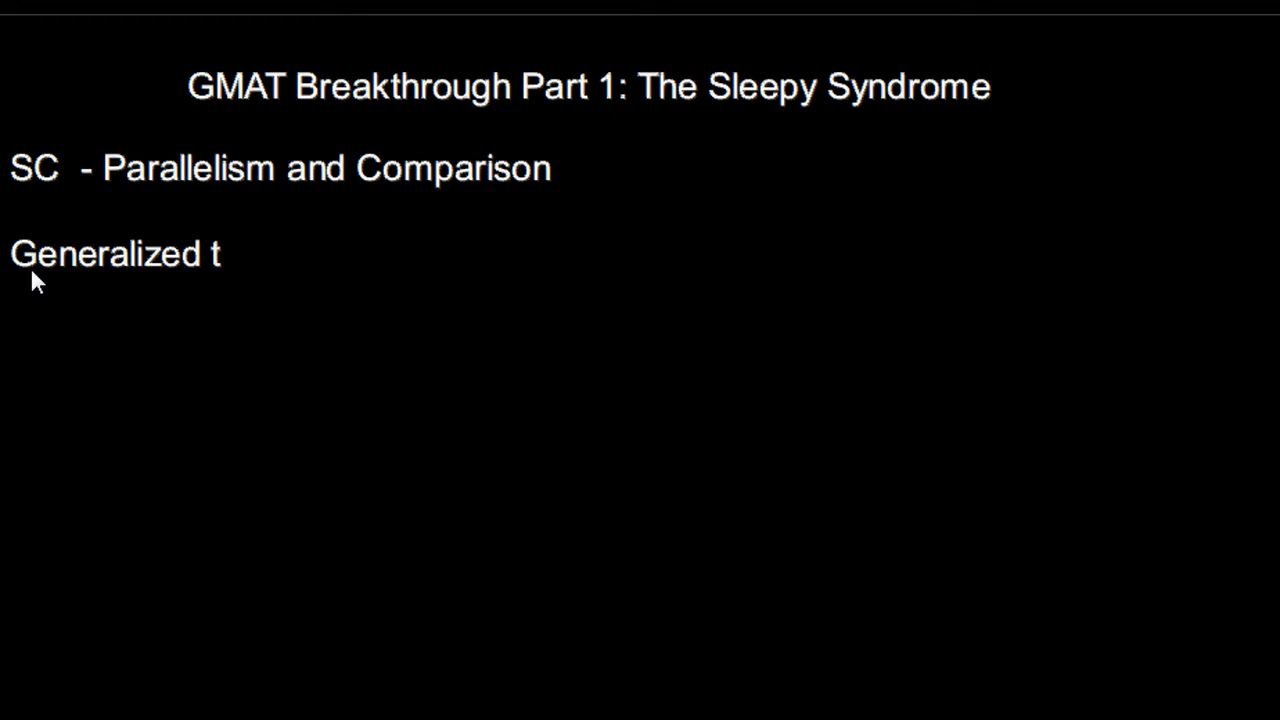 GMAT Breakthrough Part 1: The Sleepy Syndrome
SC - Parallelism and Comparison
Generalized t